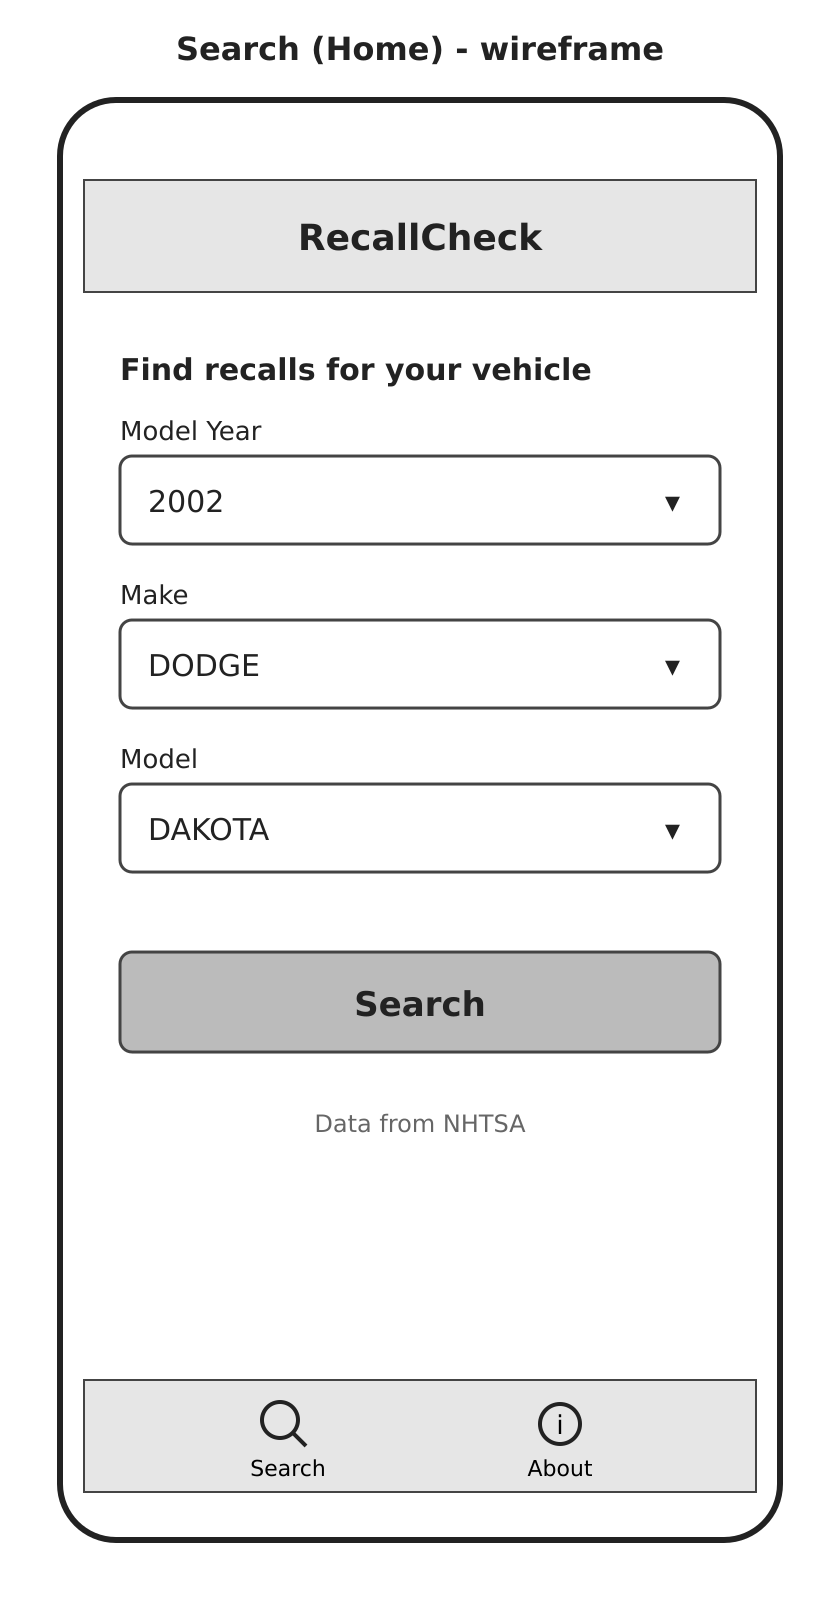 Search (Home) - wireframe
RecallCheck
Find recalls for your vehicle
Model Year
2002 ▼
Make
DODGE ▼
Model
DAKOTA ▼
Search
Data from NHTSA
i
Search About